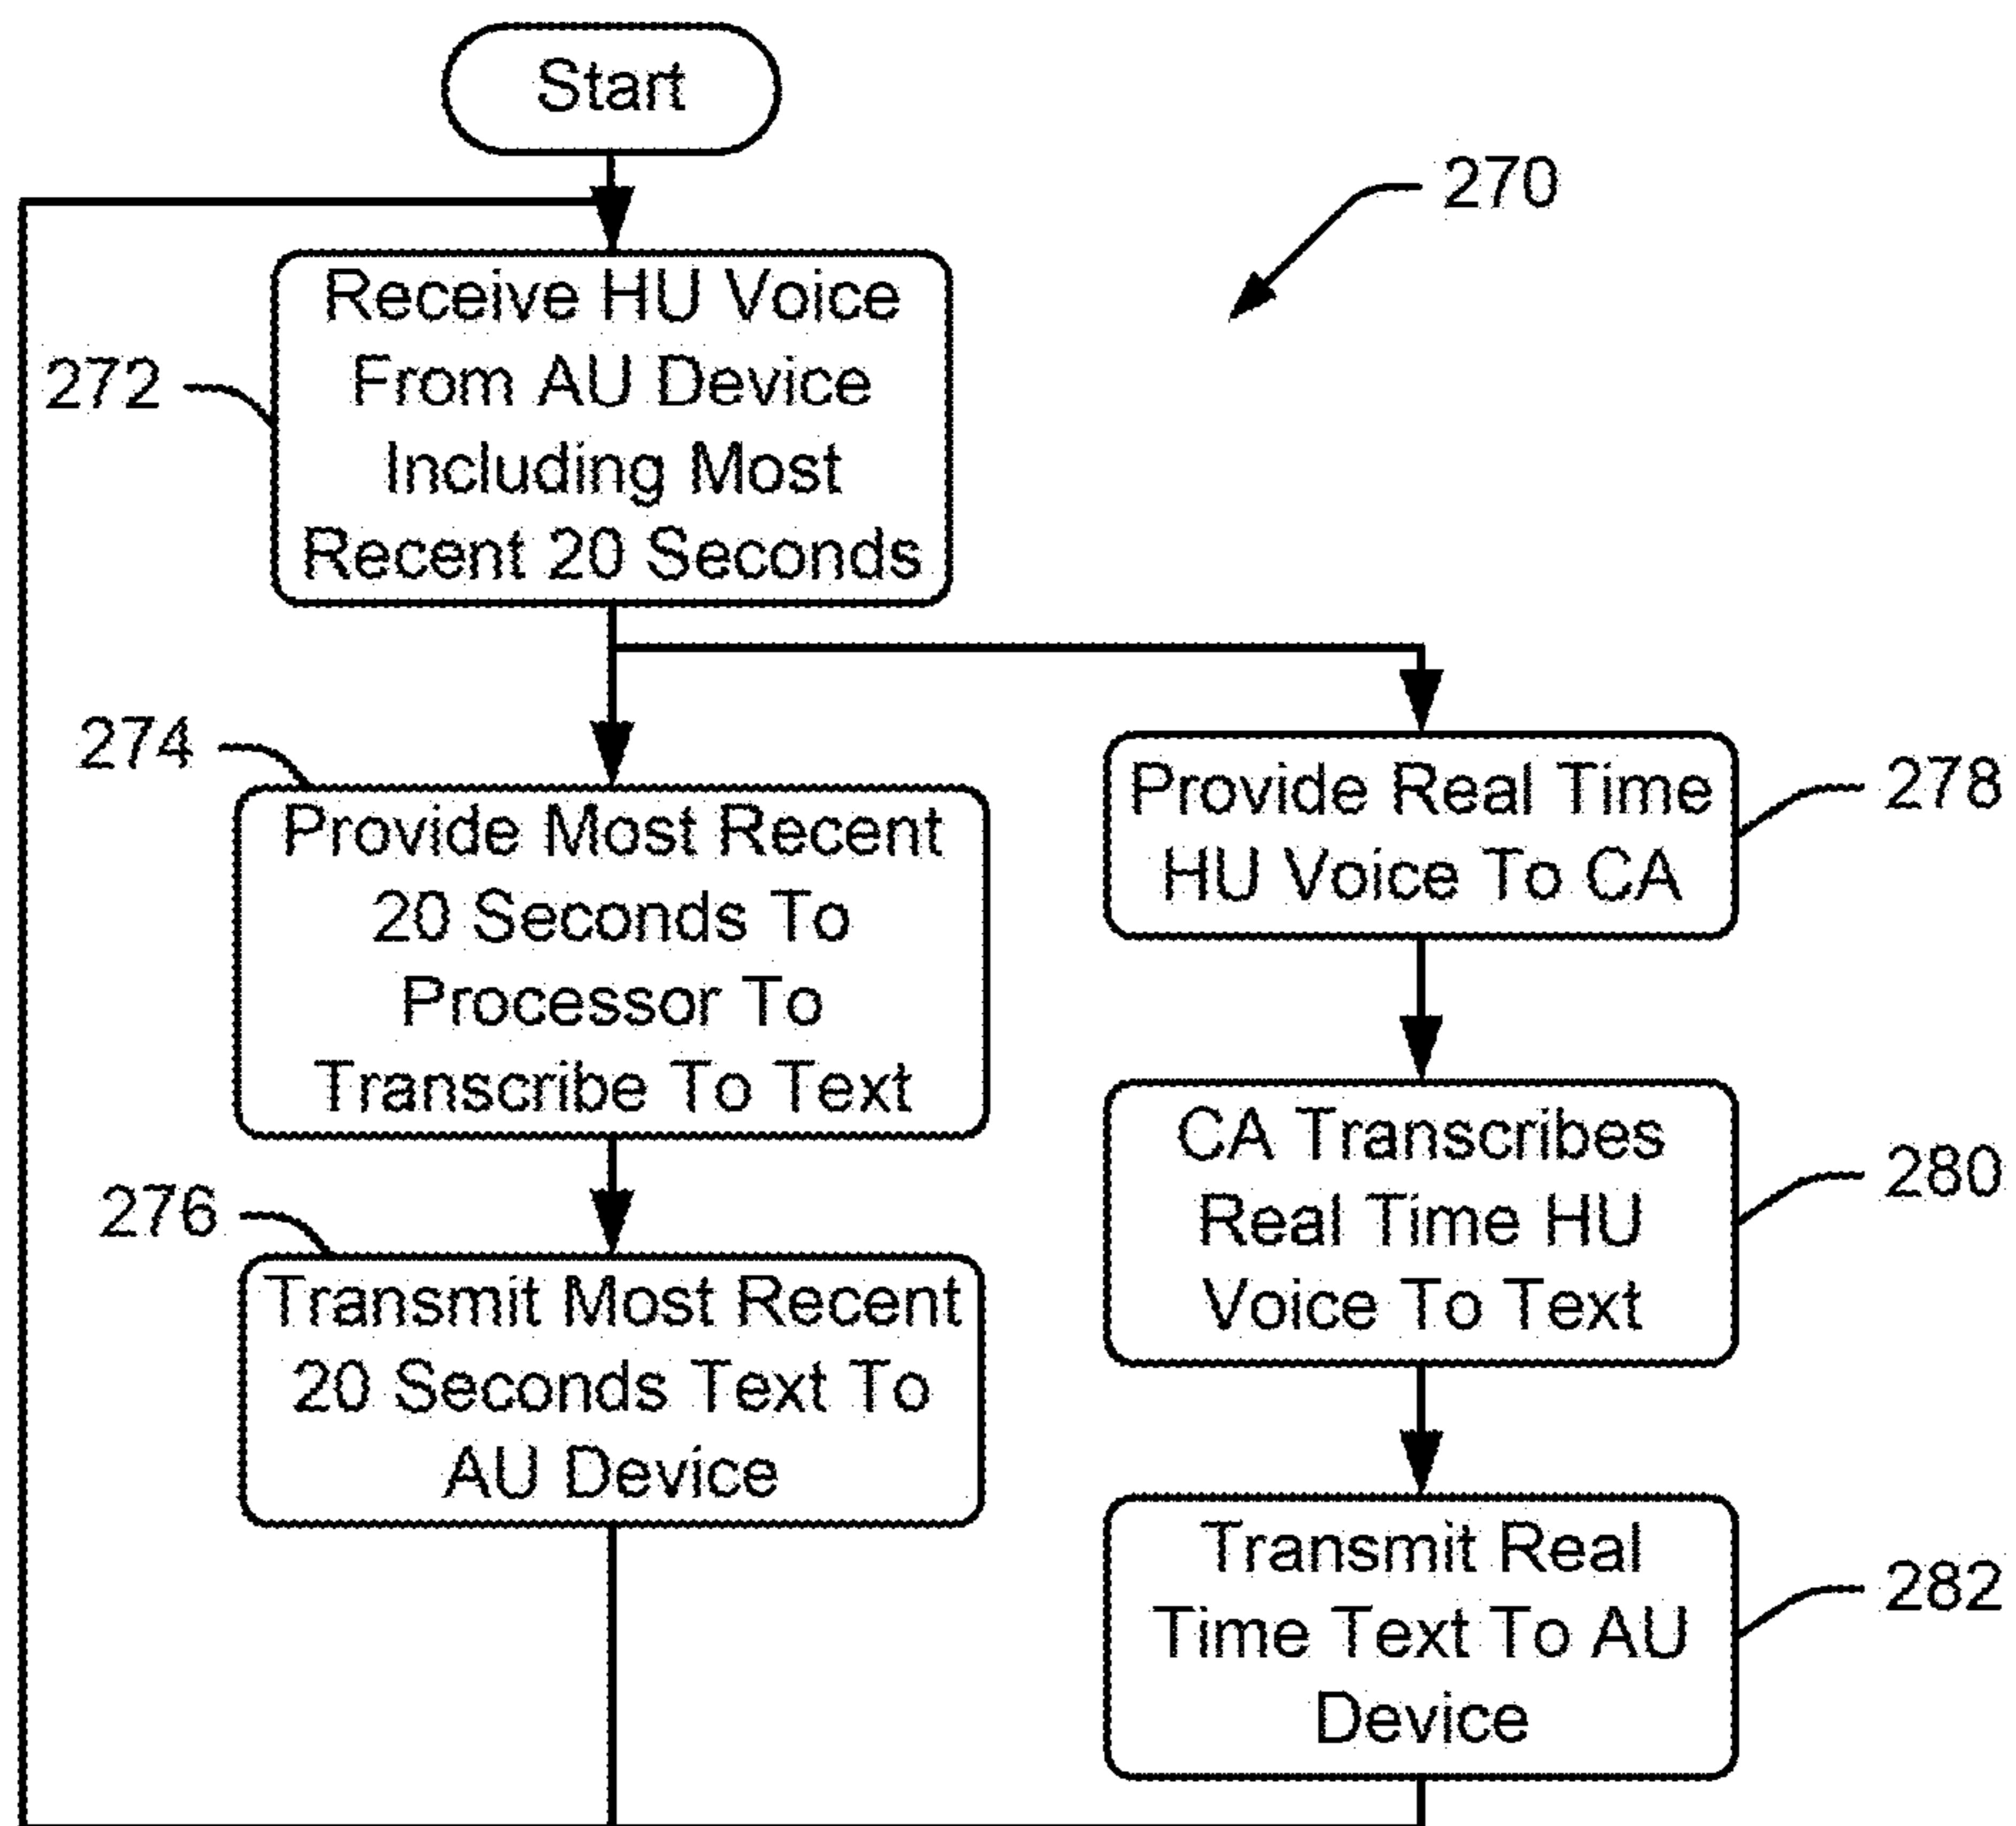 Start
270
Receive HU Voice
From AU Device
Including Most
Recent 20 Seconds
272
274
Provide Most Recent
20 Seconds To
Processor To
Transcribe To Text
276
Transmit Most Recent
20 Seconds Text To
AU Device
Provide Real Time
HU Voice To CA
278
CA Transcribes
Real Time HU
Voice To Text
280
Transmit Real
Time Text To AU
Device
282